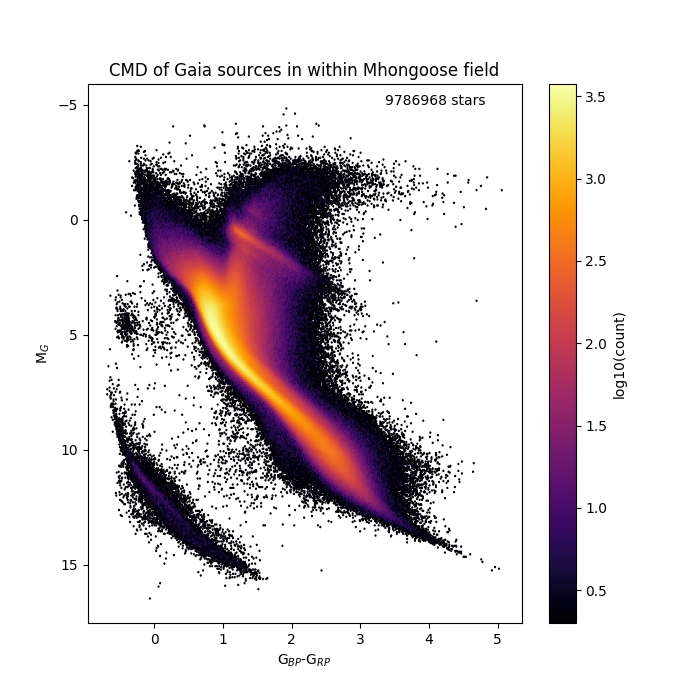 CMD of Gaia sources in within Mhongoose field
9786968 stars
−5
0
5
10
15
M_G
0 1 2 3 4 5
G_BP-G_RP
3.5
3.0
2.5
2.0
1.5
1.0
0.5
log10(count)